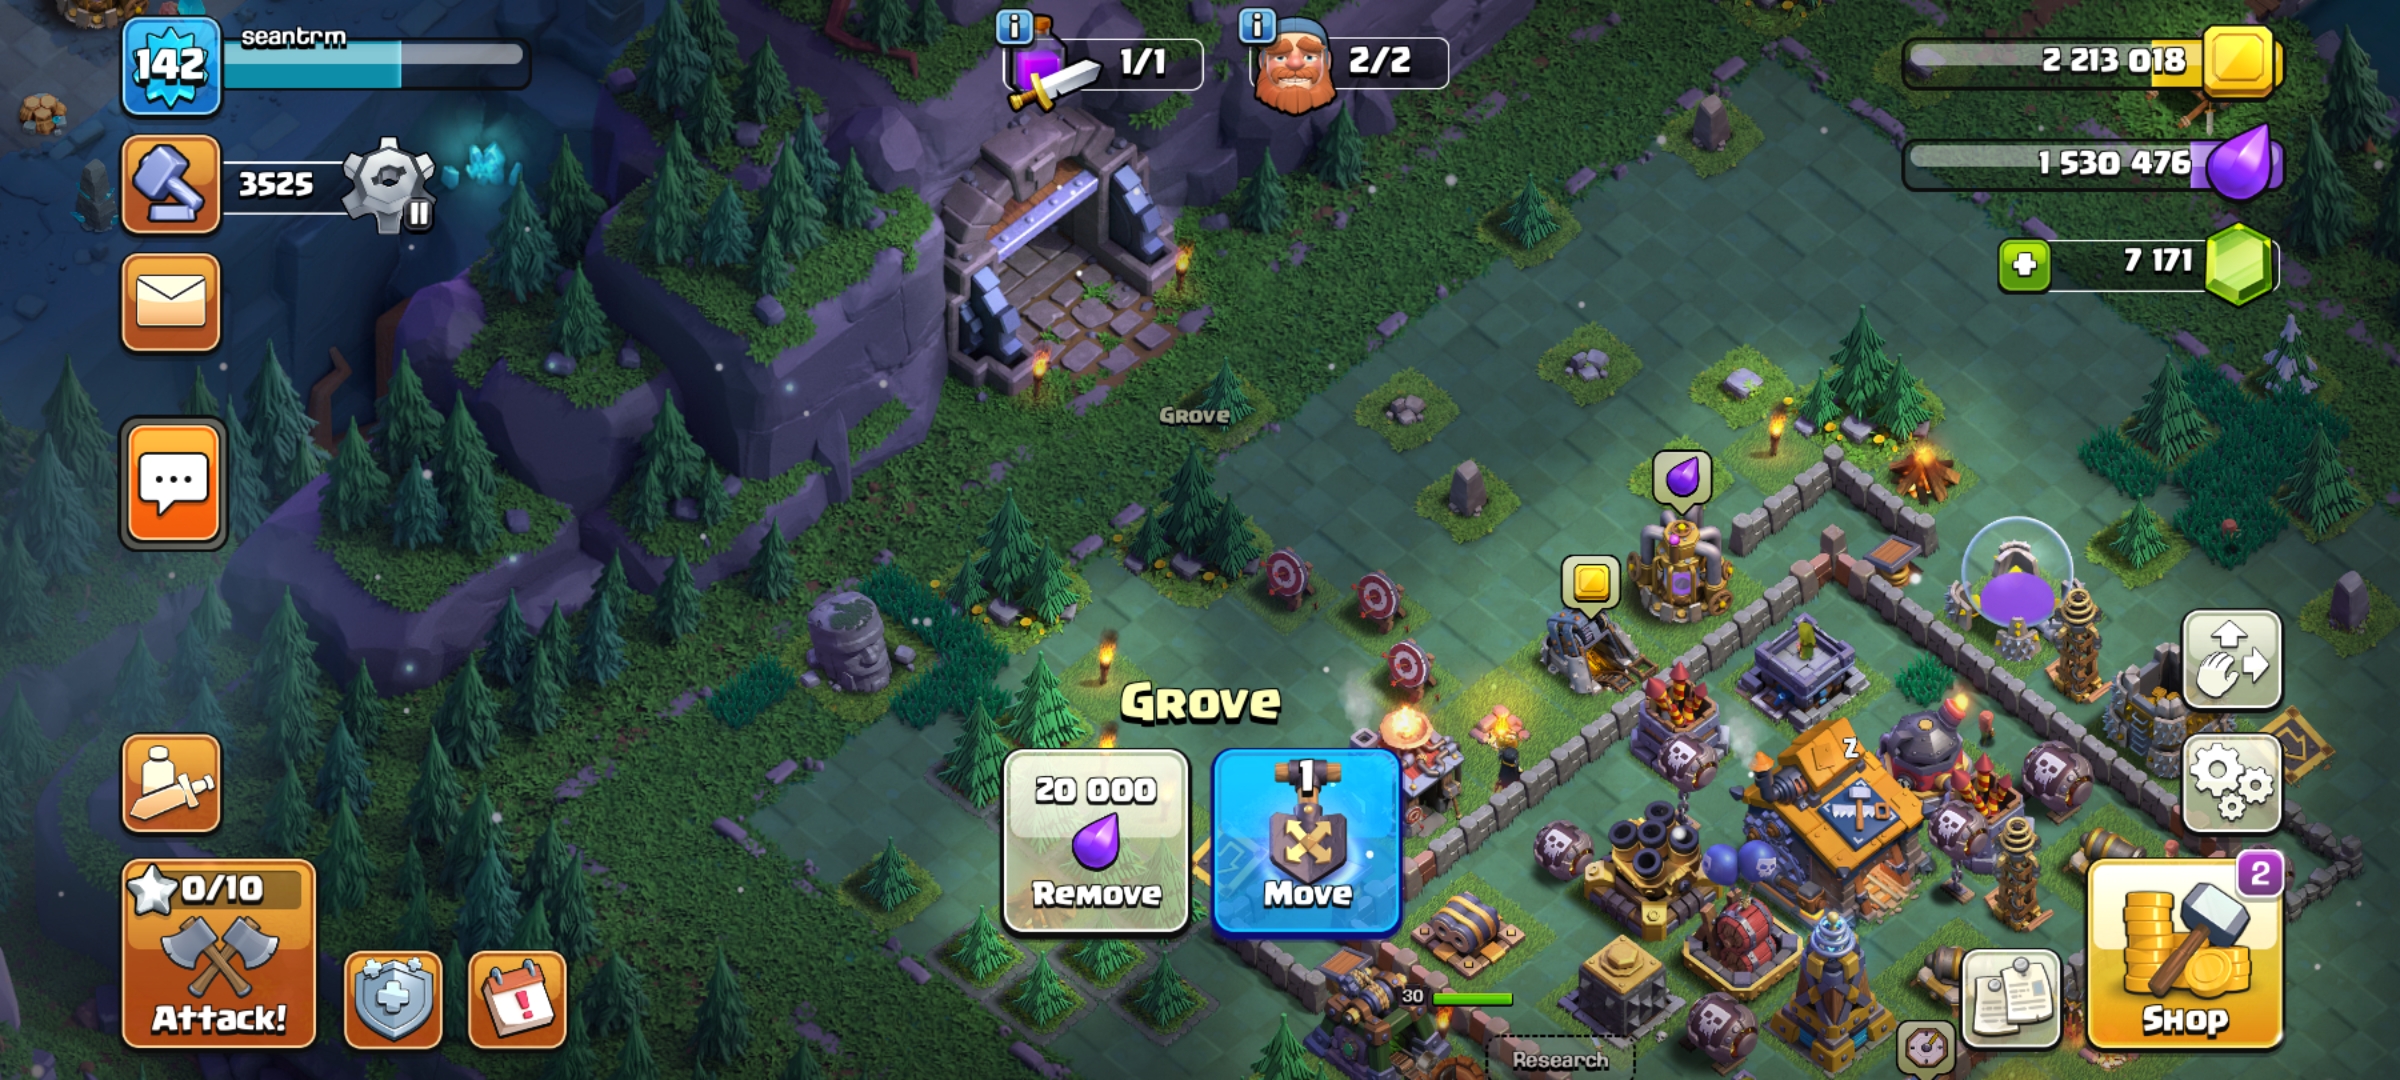 142
seantrm
1/1
2/2
2 213 018
3525
1 530 476
7 171
Grove
Grove
1
20 000
Remove
Move
z
0/10
Attack!
2
Shop
30
Research